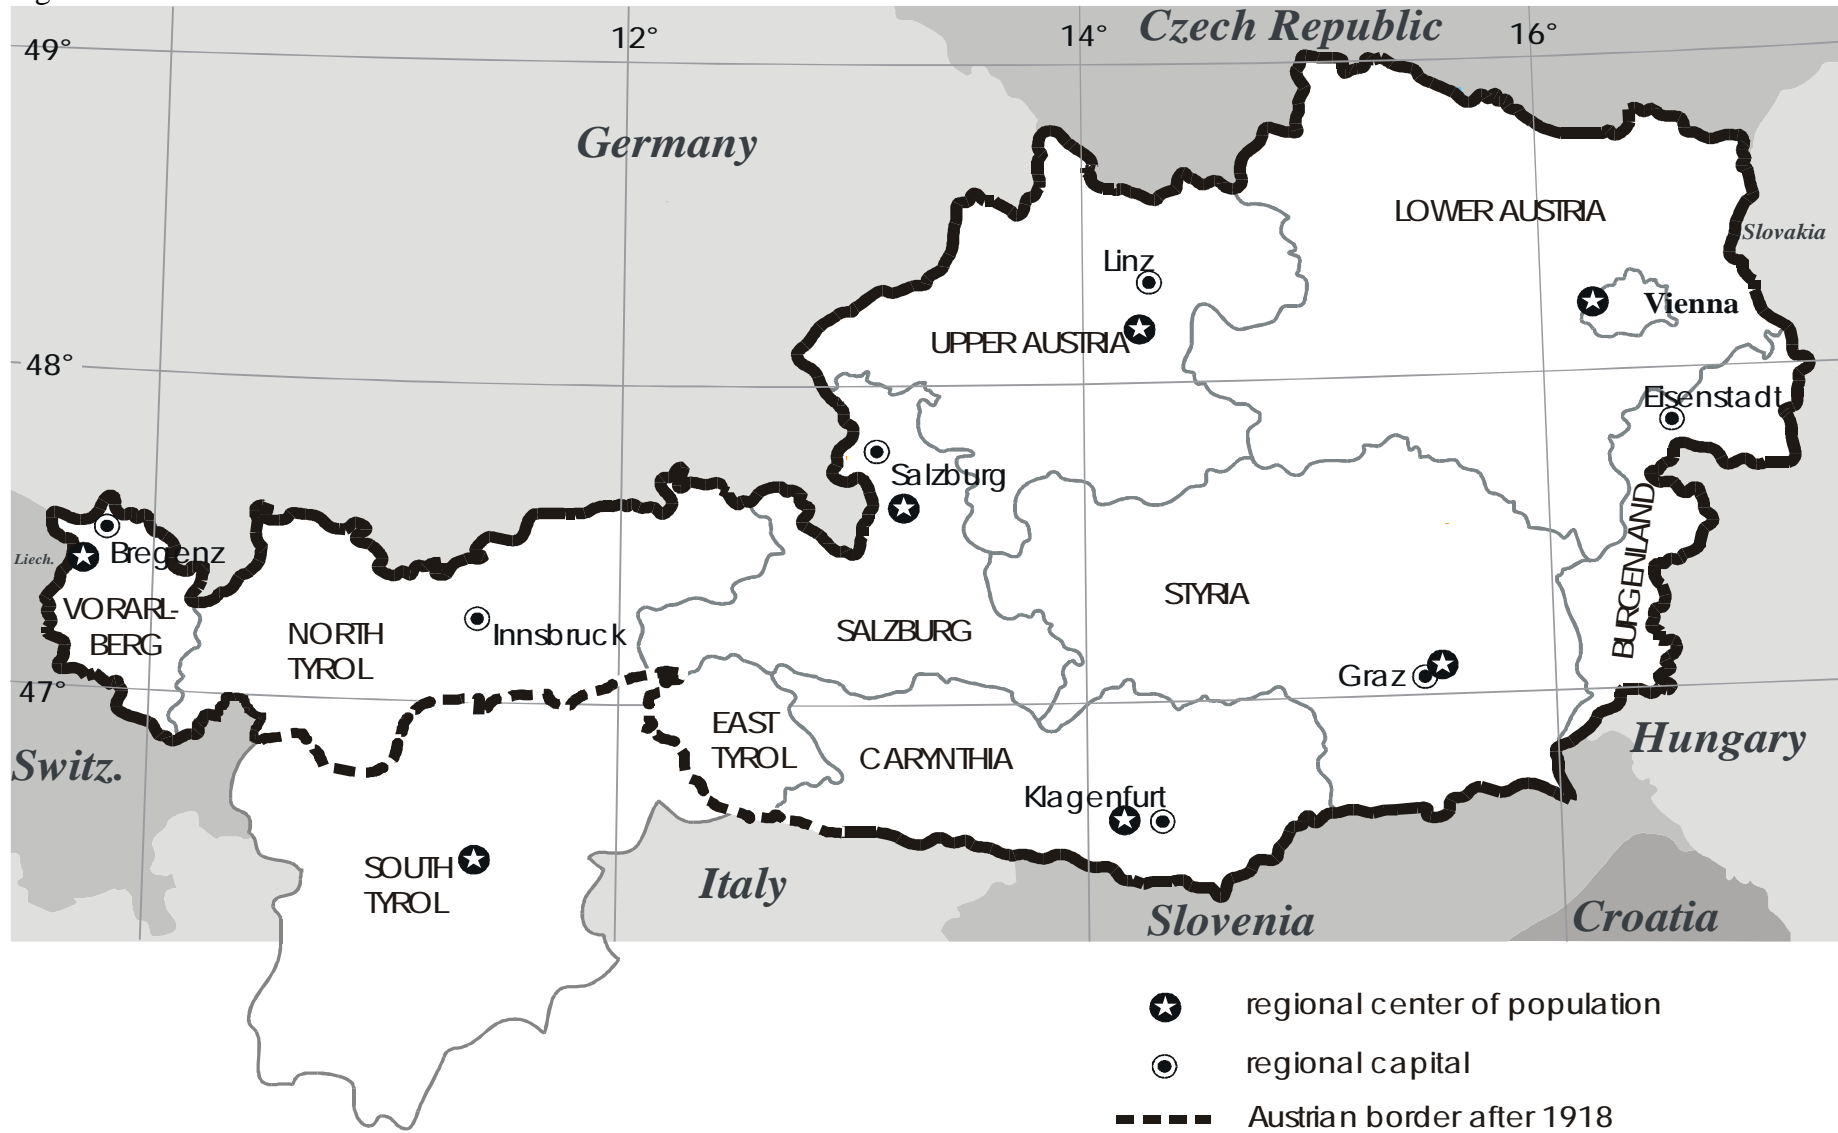 12°
14°
Czech Republic
16°
49°
Germany
LOWER AUSTRIA
Slovakia
Linz
Vienna
UPPER AUSTRIA
48°
Eisenstadt
Salzburg
Liech.
Bregenz
BURGENLAND
VORARL-
BERG
NORTH
TYROL
Innsbruck
SALZBURG
STYRIA
Graz
47°
EAST
TYROL
CARYNTHIA
Hungary
Switz.
Klagenfurt
SOUTH
TYROL
Italy
Slovenia
Croatia
regional center of population
regional capital
Austrian border after 1918